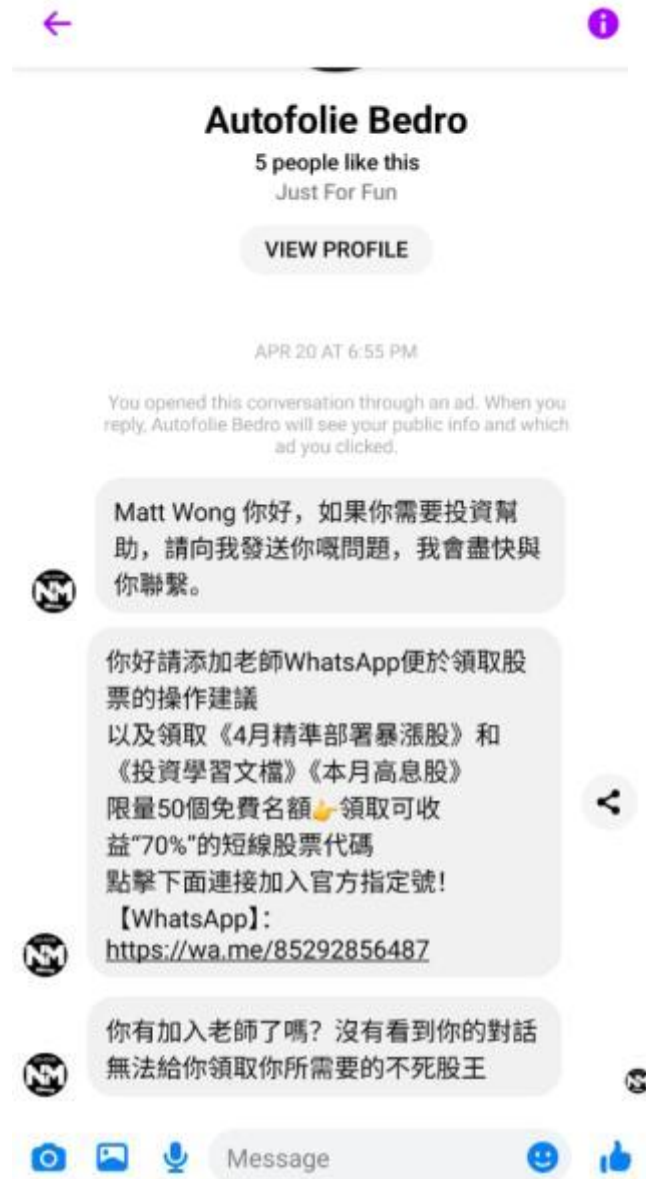 Autofolie Bedro
5 people like this
Just For Fun
VIEW PROFILE
APR 20 AT 6:55 PM
You opened this conversation through an ad. When you
reply, Autofolie Bedro will see your public info and which
ad you clicked.
Matt Wong 你好，如果你需要投資幫
助，請向我發送你嘅問題，我會盡快與
你聯繫。
NM
你好請添加老師WhatsApp便於領取股
票的操作建議
以及領取《4月精準部署暴漲股》和
《投資學習文檔》《本月高息股》
限量50個免費名額👉領取可收
益“70%”的短線股票代碼
點擊下面連接加入官方指定號！
【WhatsApp】：
https://wa.me/85292856487
NM
你有加入老師了嗎？沒有看到你的對話
無法給你領取你所需要的不死股王
NM
Message